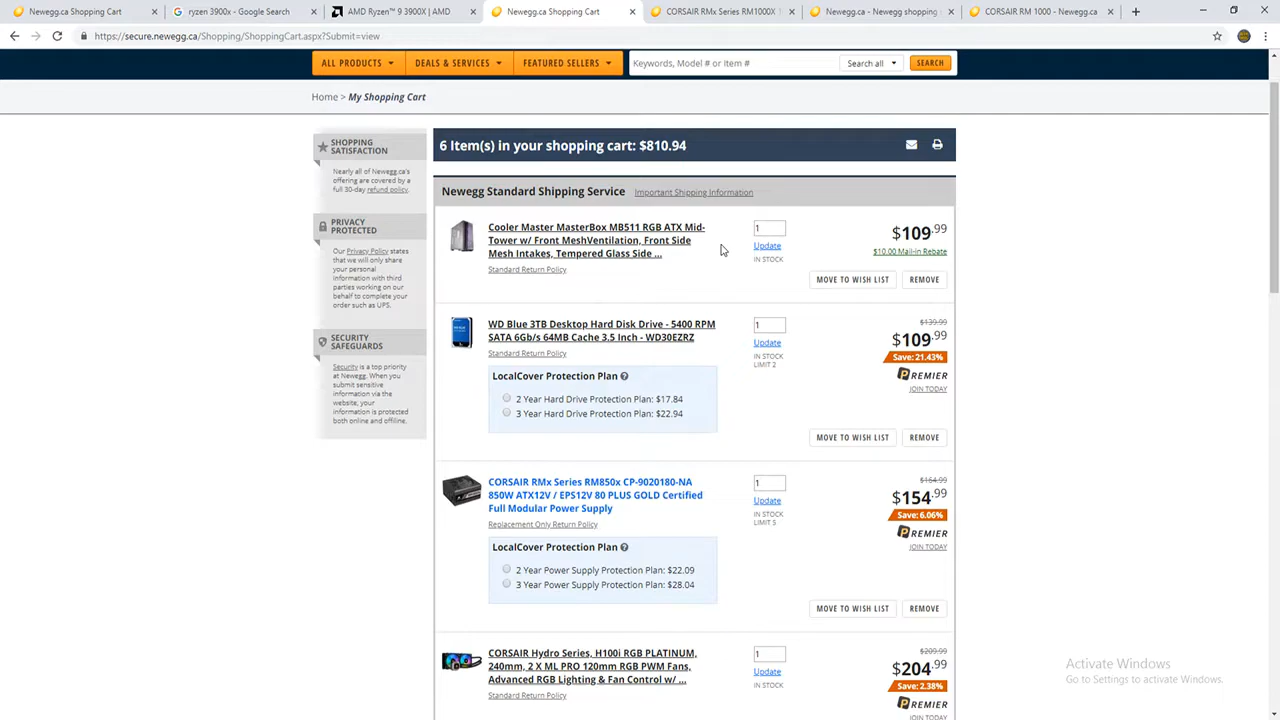 Newegg.ca Shopping Cart
ryzen 3900x - Google Search
AMD Ryzen™ 9 3900X | AMD
Newegg.ca Shopping Cart
CORSAIR RMx Series RM1000X
Newegg.ca - Newegg shopping
CORSAIR RM 1000 - Newegg.ca
https://secure.newegg.ca/Shopping/ShoppingCart.aspx?Submit=view
ALL PRODUCTS
DEALS & SERVICES
FEATURED SELLERS
Keywords, Model # or Item #
Search all
SEARCH
Home > My Shopping Cart
SHOPPING
SATISFACTION
Nearly all of Newegg.ca's
offering are covered by a
full 30-day refund policy.
PRIVACY
PROTECTED
Our Privacy Policy states
that we will only share
your personal
information with third
parties working on our
behalf to complete your
order such as UPS.
SECURITY
SAFEGUARDS
Security is a top priority
at Newegg. When you
submit sensitive
information via the
website; your
information is protected
both online and offline.
6 Item(s) in your shopping cart: $810.94
Newegg Standard Shipping Service
Important Shipping Information
Cooler Master MasterBox MB511 RGB ATX Mid-
Tower w/ Front MeshVentilation, Front Side
Mesh Intakes, Tempered Glass Side ...
Standard Return Policy
1
Update
IN STOCK
$109.99
$10.00 Mail-in Rebate
MOVE TO WISH LIST
REMOVE
WD Blue 3TB Desktop Hard Disk Drive - 5400 RPM
SATA 6Gb/s 64MB Cache 3.5 Inch - WD30EZRZ
Standard Return Policy
LocalCover Protection Plan
2 Year Hard Drive Protection Plan: $17.84
3 Year Hard Drive Protection Plan: $22.94
1
Update
IN STOCK
LIMIT 2
$139.99
$109.99
Save: 21.43%
PREMIER
JOIN TODAY
MOVE TO WISH LIST
REMOVE
CORSAIR RMx Series RM850x CP-9020180-NA
850W ATX12V / EPS12V 80 PLUS GOLD Certified
Full Modular Power Supply
Replacement Only Return Policy
LocalCover Protection Plan
2 Year Power Supply Protection Plan: $22.09
3 Year Power Supply Protection Plan: $28.04
1
Update
IN STOCK
LIMIT 5
$164.99
$154.99
Save: 6.06%
PREMIER
JOIN TODAY
MOVE TO WISH LIST
REMOVE
CORSAIR Hydro Series, H100i RGB PLATINUM,
240mm, 2 X ML PRO 120mm RGB PWM Fans,
Advanced RGB Lighting & Fan Control w/ ...
Standard Return Policy
1
Update
IN STOCK
$209.99
$204.99
Save: 2.38%
PREMIER
JOIN TODAY
Activate Windows
Go to Settings to activate Windows.